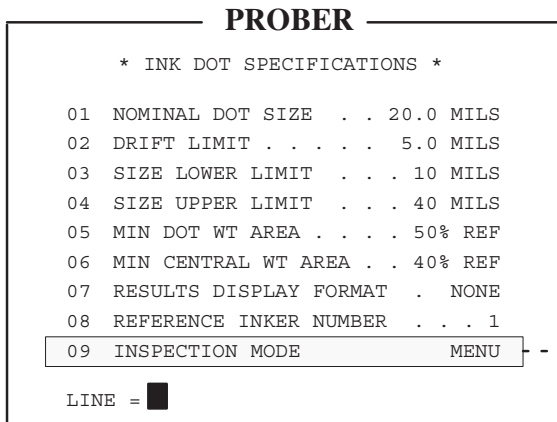 PROBER
* INK DOT SPECIFICATIONS *
01 NOMINAL DOT SIZE . . 20.0 MILS
02 DRIFT LIMIT . . . . . 5.0 MILS
03 SIZE LOWER LIMIT . . . 10 MILS
04 SIZE UPPER LIMIT . . . 40 MILS
05 MIN DOT WT AREA . . . . 50% REF
06 MIN CENTRAL WT AREA . . 40% REF
07 RESULTS DISPLAY FORMAT . NONE
08 REFERENCE INKER NUMBER . . . 1
09 INSPECTION MODE MENU
LINE =